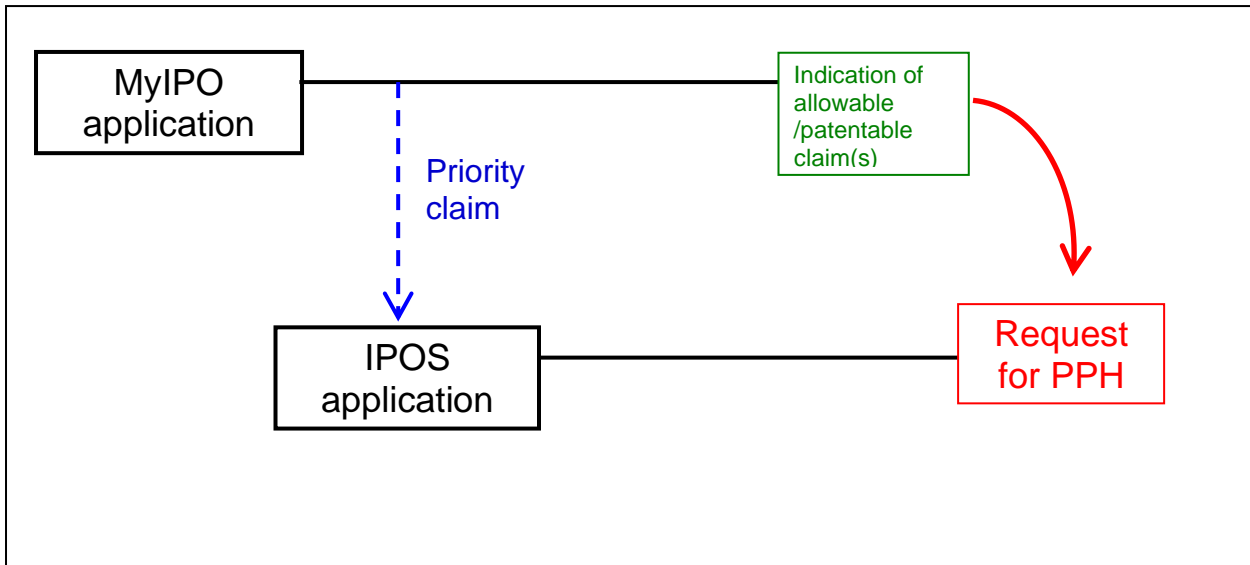 MyIPO
application
Indication of
allowable
/patentable
claim(s)
Priority
claim
IPOS
application
Request
for PPH